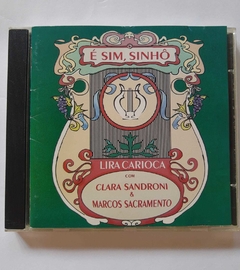 É SIM, SINHÔ
LIRA CARIOCA
COM
CLARA SANDRONI
&
MARCOS SACRAMENTO